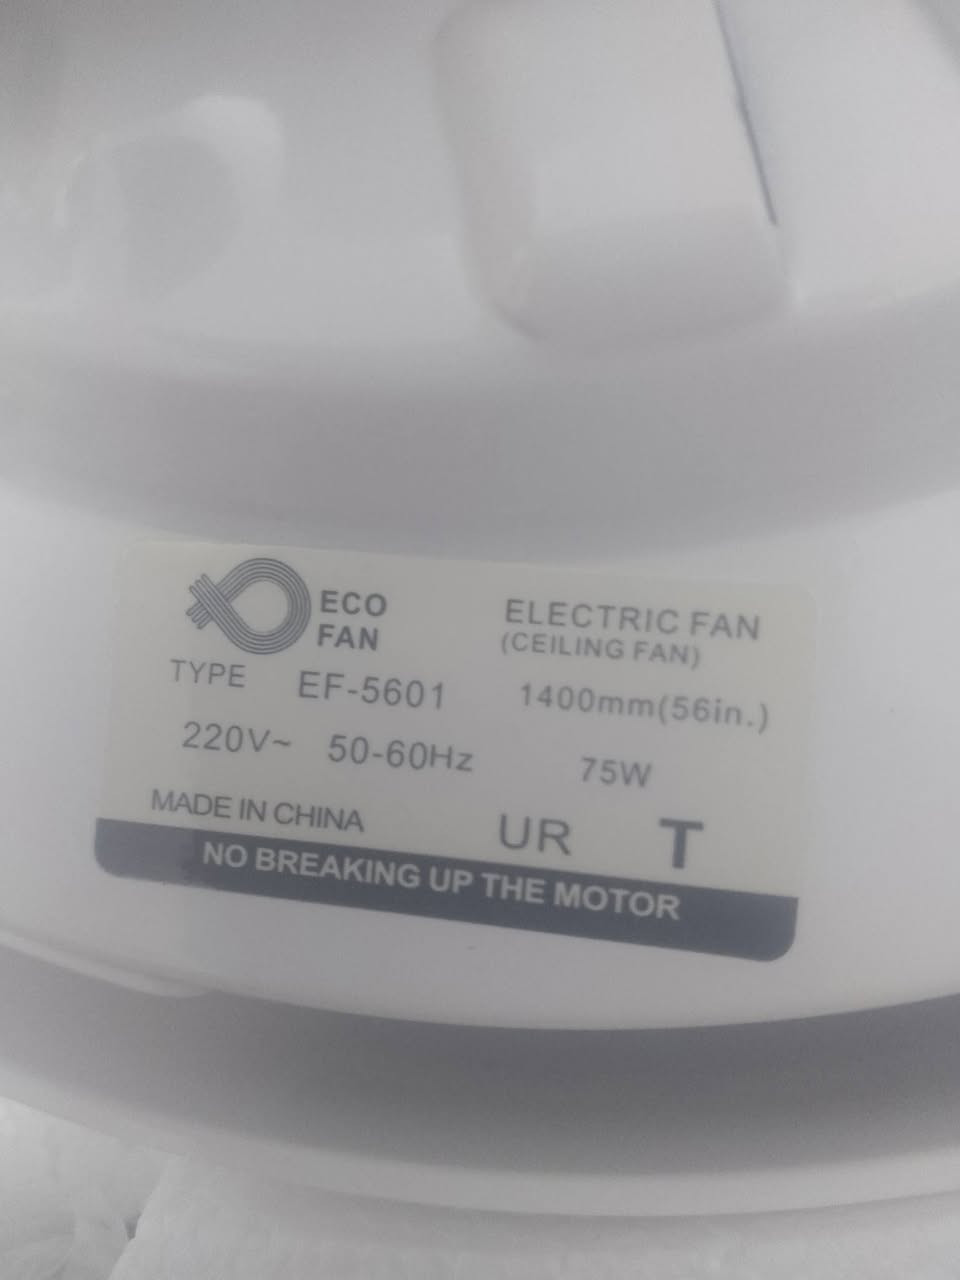 ECO
FAN
ELECTRIC FAN
(CEILING FAN)
TYPE EF-5601 1400mm(56in.)
220V~ 50-60Hz 75W
MADE IN CHINA UR T
NO BREAKING UP THE MOTOR